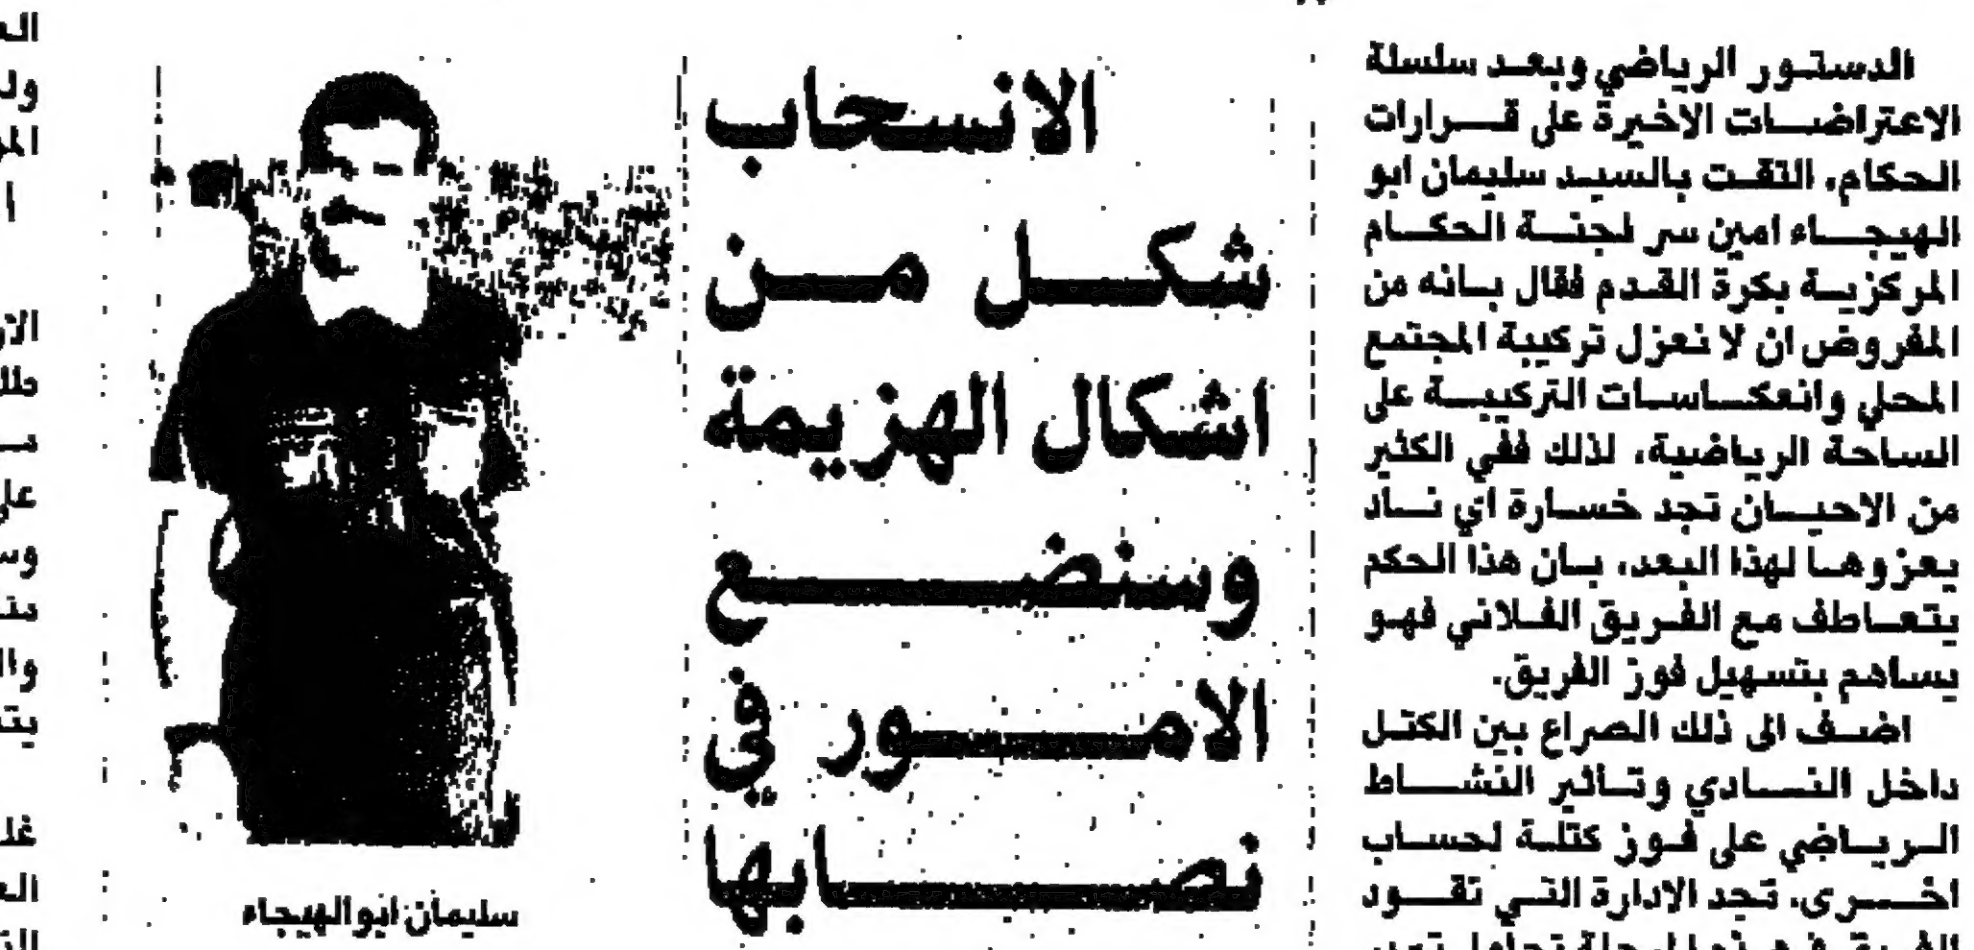 الدستور الرياضي وبعد سلسلة
الاعتراضات الاخيرة على قرارات
الحكام، التقت بالسيد سليمان ابو
الهيجاء امين سر لجنة الحكام
المركزية بكرة القدم فقال بانه من
المفروض ان لا نعزل تركيبة المجتمع
المحلي وانعكاسات التركيبة على
الساحة الرياضية، لذلك ففي الكثير
من الاحيان تجد خسارة اي ناد
يعزوها لهذا البعد، بان هذا الحكم
يتعاطف مع الفريق الفلاني فهو
يساهم بتسهيل فوز الفريق.
اضف الى ذلك الصراع بين الكتل
داخل النادي وتأثير النشاط
الرياضي على فوز كتلة لحساب
اخرى، تجد الادارة التي تقود
الانسحاب
شكل من
اشكال الهزيمة
وسنضع
الامور في
نصابها
سليمان ابو الهيجاء